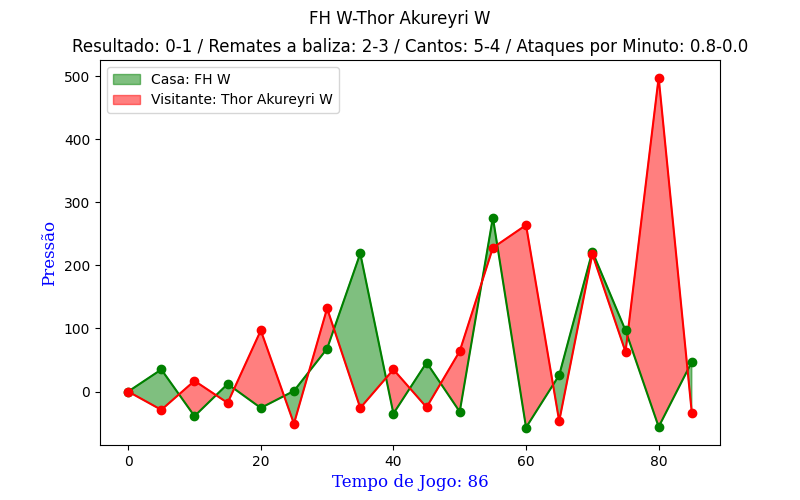 FH W-Thor Akureyri W
Resultado: 0-1 / Remates a baliza: 2-3 / Cantos: 5-4 / Ataques por Minuto: 0.8-0.0
Casa: FH W
Visitante: Thor Akureyri W
500
400
300
200
100
0
Pressão
0 20 40 60 80
Tempo de Jogo: 86